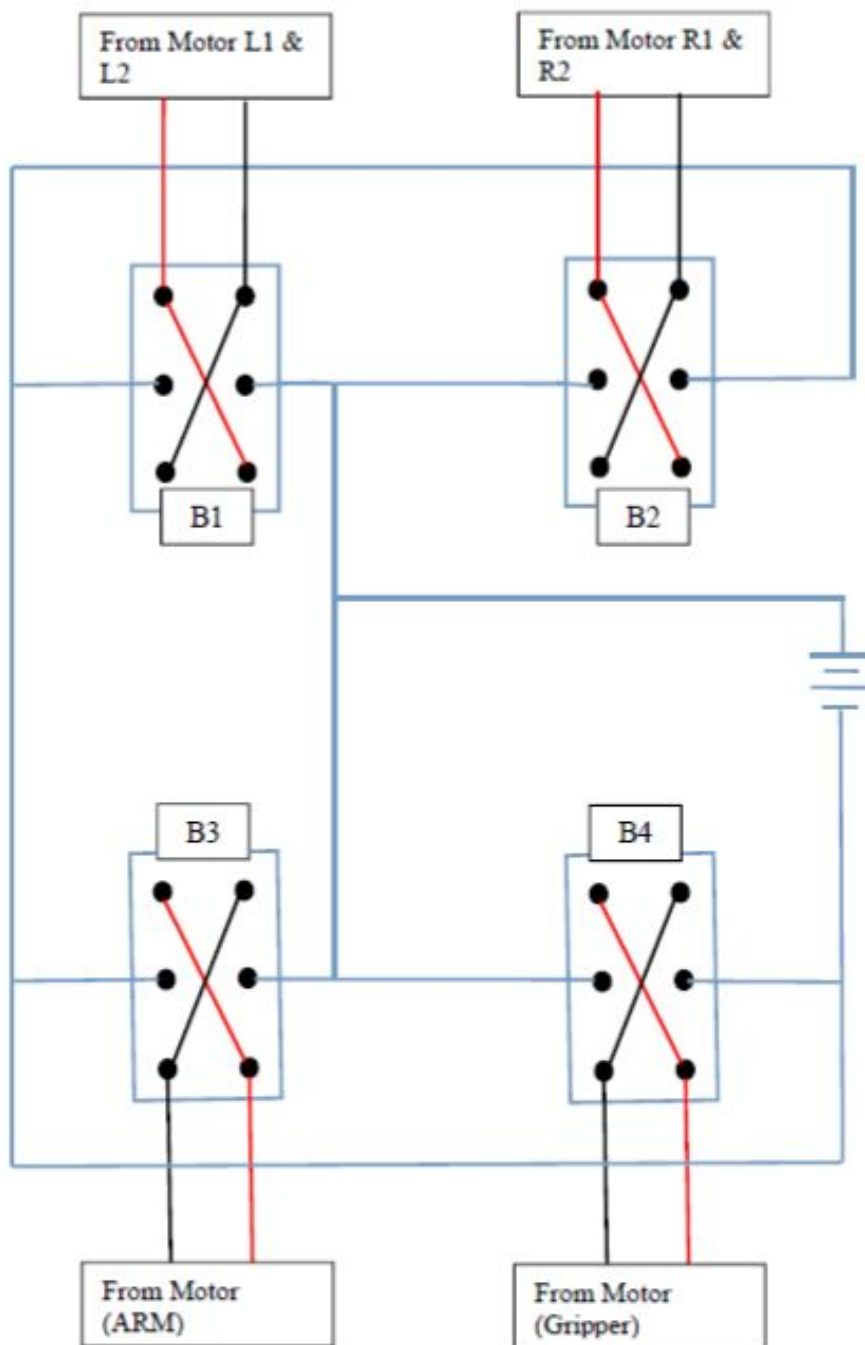 From Motor L1 &
L2
From Motor R1 &
R2
B1
B2
B3
B4
From Motor
(ARM)
From Motor
(Gripper)